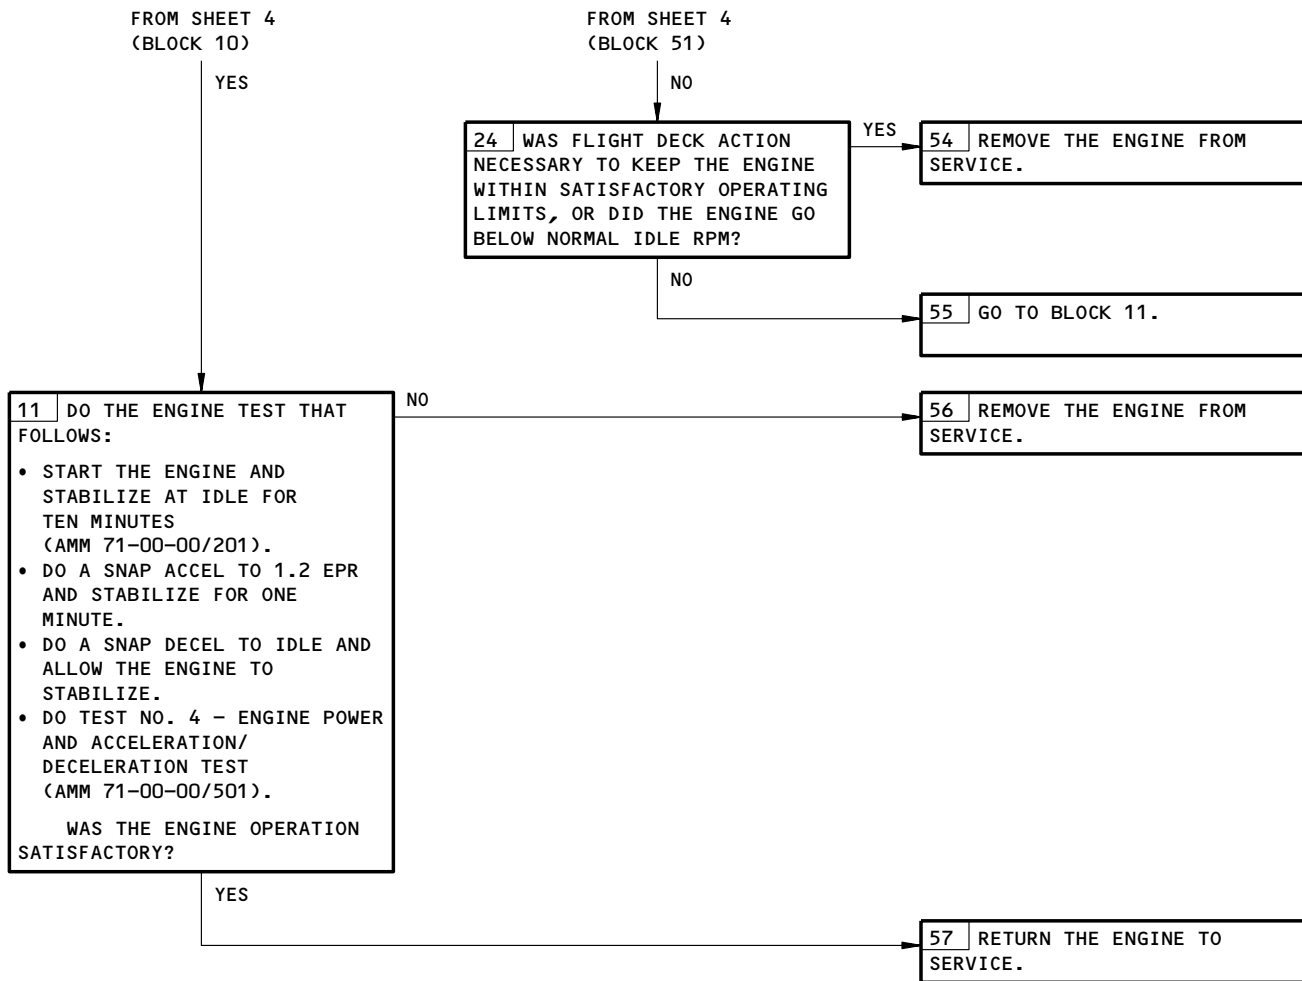 FROM SHEET 4
(BLOCK 10)
YES
FROM SHEET 4
(BLOCK 51)
NO
24 WAS FLIGHT DECK ACTION
NECESSARY TO KEEP THE ENGINE
WITHIN SATISFACTORY OPERATING
LIMITS, OR DID THE ENGINE GO
BELOW NORMAL IDLE RPM?
YES
54 REMOVE THE ENGINE FROM
SERVICE.
NO
55 GO TO BLOCK 11.
11 DO THE ENGINE TEST THAT
FOLLOWS:
• START THE ENGINE AND
STABILIZE AT IDLE FOR
TEN MINUTES
(AMM 71-00-00/201).
• DO A SNAP ACCEL TO 1.2 EPR
AND STABILIZE FOR ONE
MINUTE.
• DO A SNAP DECEL TO IDLE AND
ALLOW THE ENGINE TO
STABILIZE.
• DO TEST NO. 4 – ENGINE POWER
AND ACCELERATION/
DECELERATION TEST
(AMM 71-00-00/501).
WAS THE ENGINE OPERATION
SATISFACTORY?
NO
56 REMOVE THE ENGINE FROM
SERVICE.
YES
57 RETURN THE ENGINE TO
SERVICE.